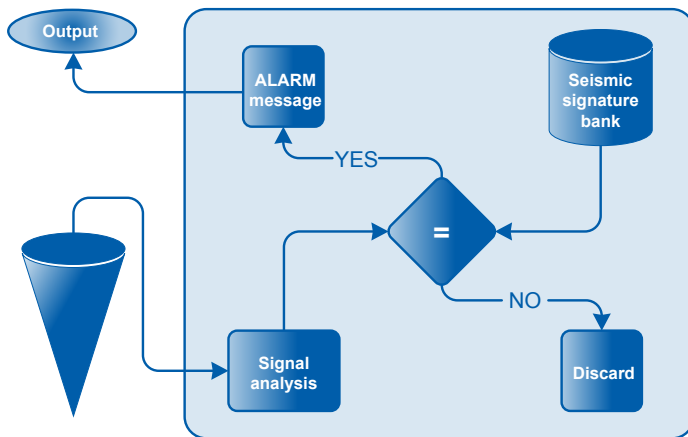 Output
ALARM
message
Seismic
signature
bank
YES
=
NO
Signal
analysis
Discard